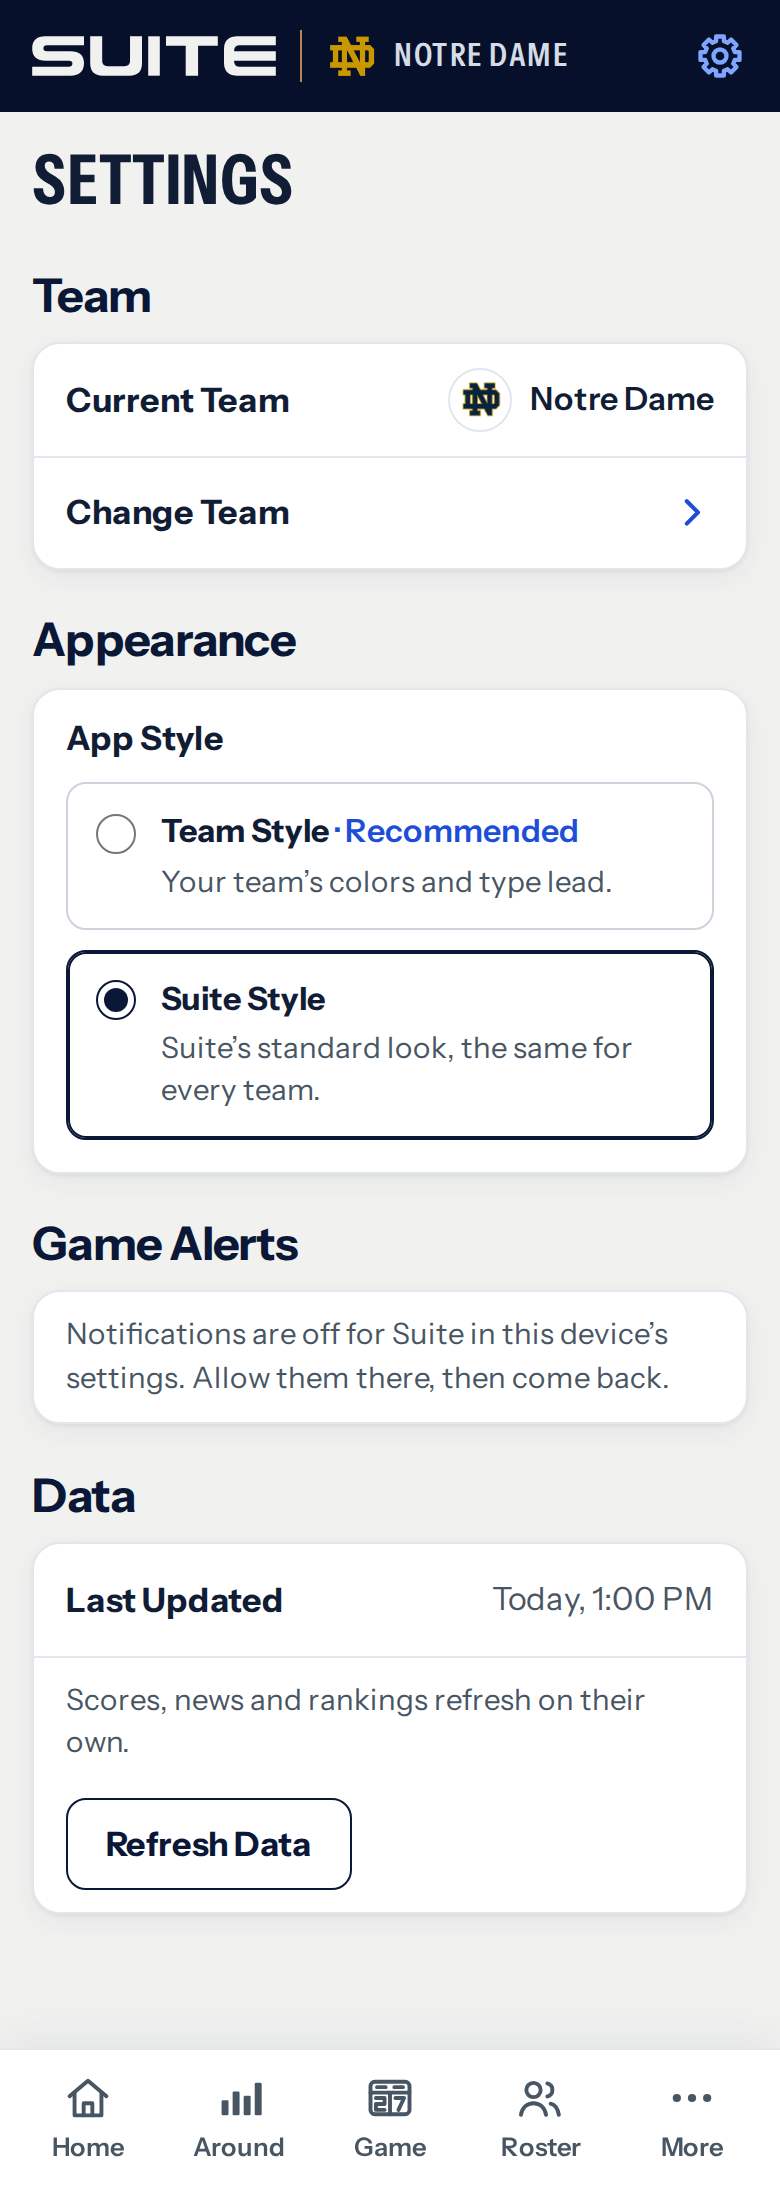 SUITE
NOTRE DAME
SETTINGS
Team
Current Team
Notre Dame
Change Team
Appearance
App Style
Team Style · Recommended
Your team’s colors and type lead.
Suite Style
Suite’s standard look, the same for
every team.
Game Alerts
Notifications are off for Suite in this device’s
settings. Allow them there, then come back.
Data
Last Updated
Today, 1:00 PM
Scores, news and rankings refresh on their
own.
Refresh Data
27
Home
Around
Game
Roster
More